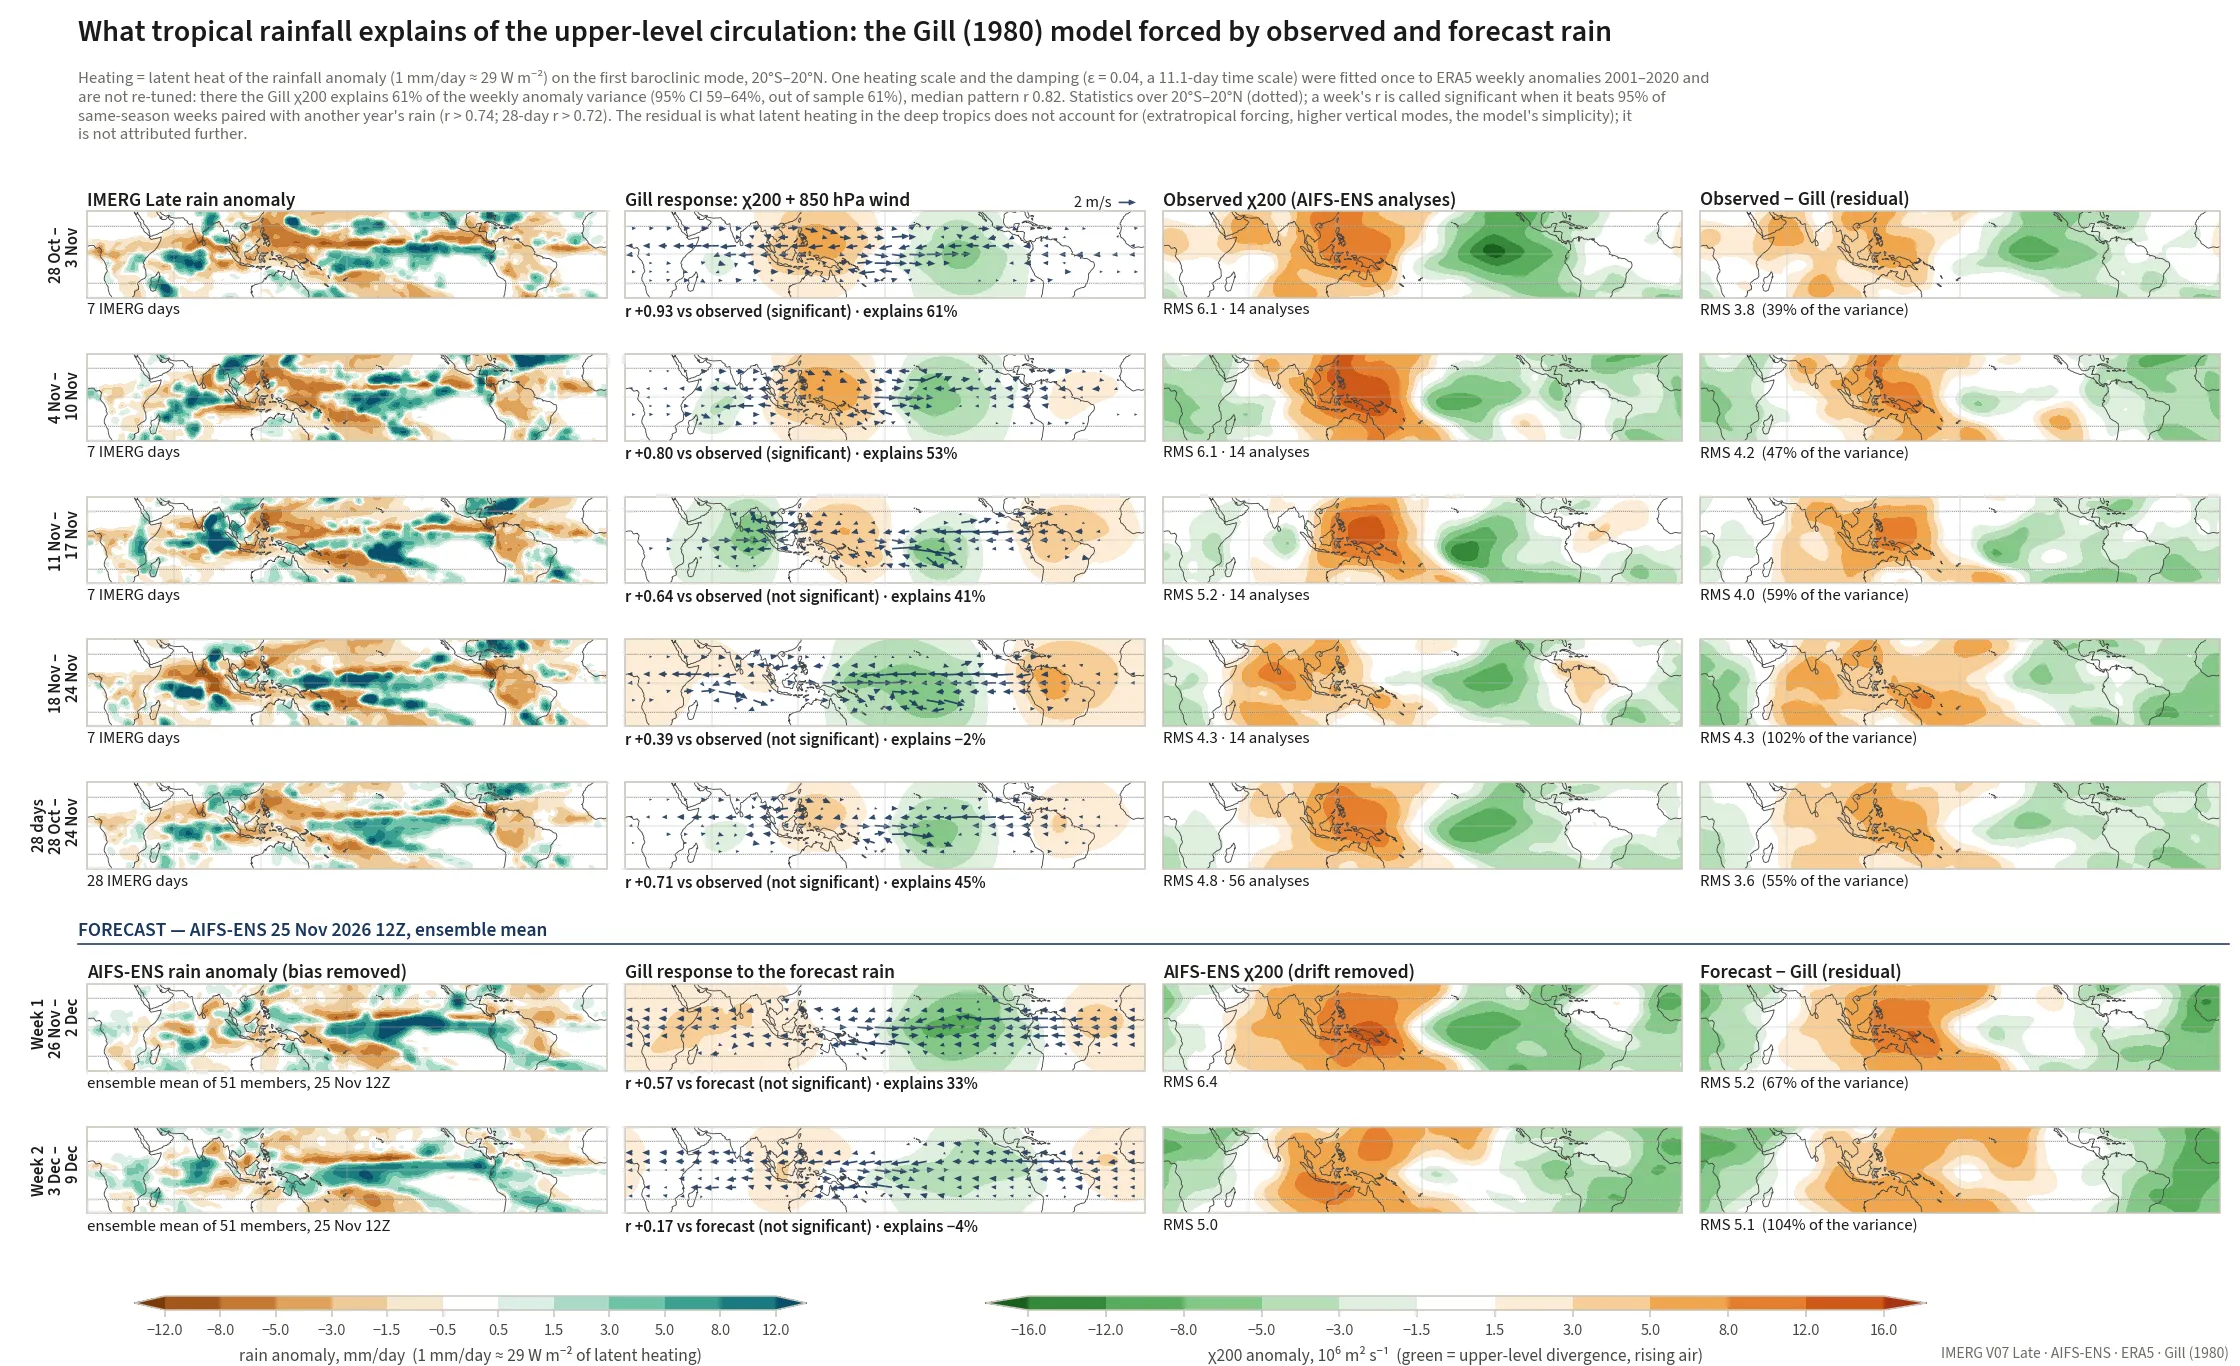 What tropical rainfall explains of the upper-level circulation: the Gill (1980) model forced by observed and forecast rain
Heating = latent heat of the rainfall anomaly (1 mm/day ≈ 29 W m⁻²) on the first baroclinic mode, 20°S–20°N. One heating scale and the damping (ε = 0.04, a 11.1-day time scale) were fitted once to ERA5 weekly anomalies 2001–2020 and
are not re-tuned: there the Gill χ200 explains 61% of the weekly anomaly variance (95% CI 59–64%, out of sample 61%), median pattern r 0.82. Statistics over 20°S–20°N (dotted); a week's r is called significant when it beats 95% of
same-season weeks paired with another year's rain (r > 0.74; 28-day r > 0.72). The residual is what latent heating in the deep tropics does not account for (extratropical forcing, higher vertical modes, the model's simplicity); it
is not attributed further.
IMERG Late rain anomaly
Gill response: χ200 + 850 hPa wind
2 m/s
Observed χ200 (AIFS-ENS analyses)
Observed − Gill (residual)
28 Oct –
3 Nov
7 IMERG days
r +0.93 vs observed (significant) · explains 61%
RMS 6.1 · 14 analyses
RMS 3.8 (39% of the variance)
4 Nov –
10 Nov
7 IMERG days
r +0.80 vs observed (significant) · explains 53%
RMS 6.1 · 14 analyses
RMS 4.2 (47% of the variance)
11 Nov –
17 Nov
7 IMERG days
r +0.64 vs observed (not significant) · explains 41%
RMS 5.2 · 14 analyses
RMS 4.0 (59% of the variance)
18 Nov –
24 Nov
7 IMERG days
r +0.39 vs observed (not significant) · explains −2%
RMS 4.3 · 14 analyses
RMS 4.3 (102% of the variance)
28 days
28 Oct –
24 Nov
28 IMERG days
r +0.71 vs observed (not significant) · explains 45%
RMS 4.8 · 56 analyses
RMS 3.6 (55% of the variance)
FORECAST — AIFS-ENS 25 Nov 2026 12Z, ensemble mean
AIFS-ENS rain anomaly (bias removed)
Gill response to the forecast rain
AIFS-ENS χ200 (drift removed)
Forecast − Gill (residual)
Week 1
26 Nov –
2 Dec
ensemble mean of 51 members, 25 Nov 12Z
r +0.57 vs forecast (not significant) · explains 33%
RMS 6.4
RMS 5.2 (67% of the variance)
Week 2
3 Dec –
9 Dec
ensemble mean of 51 members, 25 Nov 12Z
r +0.17 vs forecast (not significant) · explains −4%
RMS 5.0
RMS 5.1 (104% of the variance)
−12.0 −8.0 −5.0 −3.0 −1.5 −0.5 0.5 1.5 3.0 5.0 8.0 12.0
rain anomaly, mm/day (1 mm/day ≈ 29 W m⁻² of latent heating)
−16.0 −12.0 −8.0 −5.0 −3.0 −1.5 1.5 3.0 5.0 8.0 12.0 16.0
χ200 anomaly, 10⁶ m² s⁻¹ (green = upper-level divergence, rising air)
IMERG V07 Late · AIFS-ENS · ERA5 · Gill (1980)